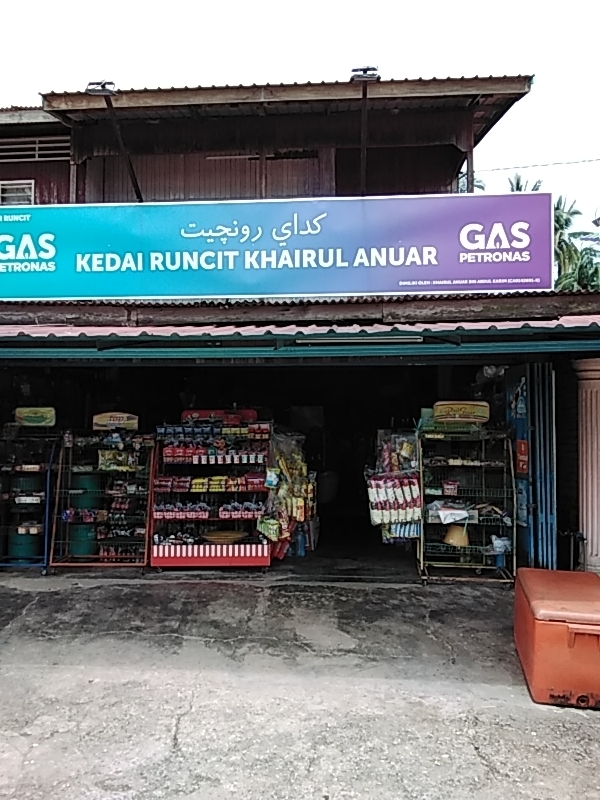 RUNCIT
كداي رونچيت
KEDAI RUNCIT KHAIRUL ANUAR
GAS
PETRONAS
GAS
PETRONAS